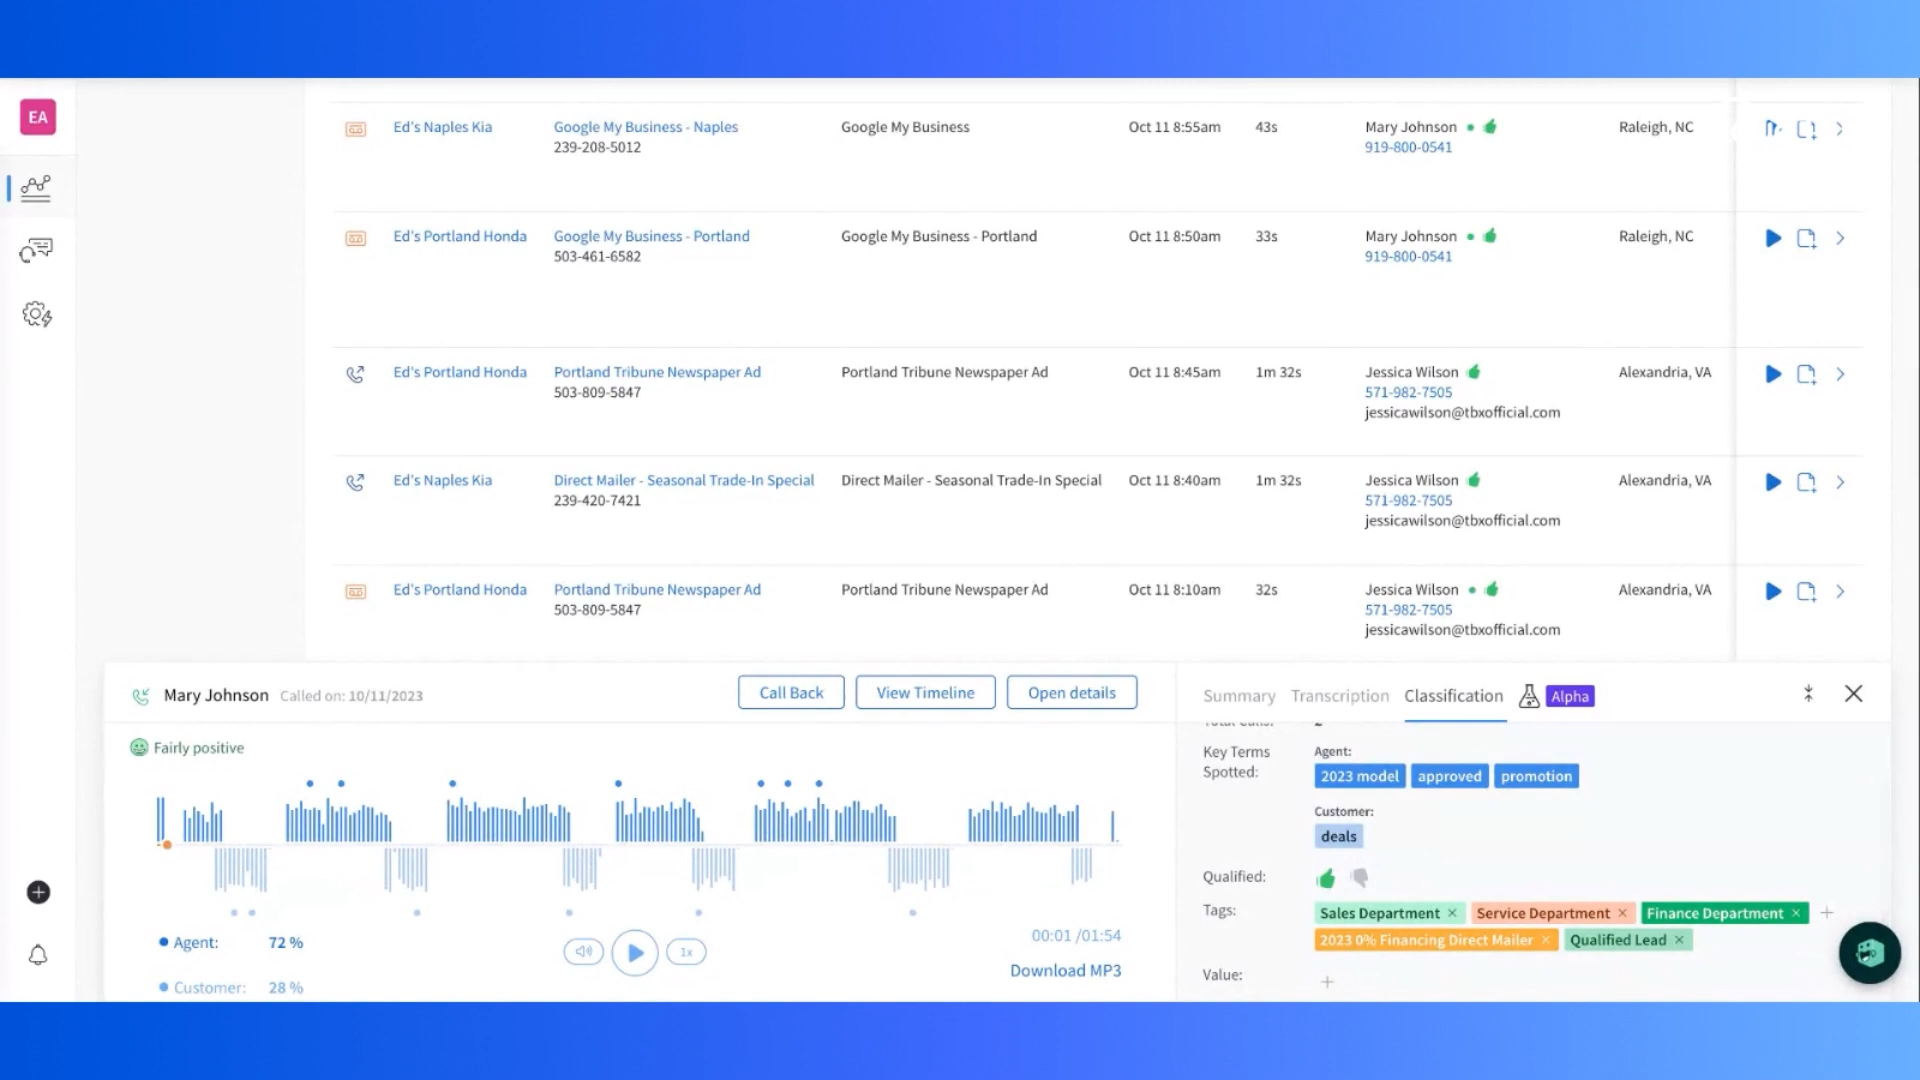 EA
Ed's Naples Kia Google My Business - Naples Google My Business Oct 11 8:55am 43s Mary Johnson Raleigh, NC
239-208-5012 919-800-0541
Ed's Portland Honda Google My Business - Portland Google My Business - Portland Oct 11 8:50am 33s Mary Johnson Raleigh, NC
503-461-6582 919-800-0541
Ed's Portland Honda Portland Tribune Newspaper Ad Portland Tribune Newspaper Ad Oct 11 8:45am 1m 32s Jessica Wilson Alexandria, VA
503-809-5847 571-982-7505
jessicawilson@tbxofficial.com
Ed's Naples Kia Direct Mailer - Seasonal Trade-In Special Direct Mailer - Seasonal Trade-In Special Oct 11 8:40am 1m 32s Jessica Wilson Alexandria, VA
239-420-7421 571-982-7505
jessicawilson@tbxofficial.com
Ed's Portland Honda Portland Tribune Newspaper Ad Portland Tribune Newspaper Ad Oct 11 8:10am 32s Jessica Wilson Alexandria, VA
503-809-5847 571-982-7505
jessicawilson@tbxofficial.com
Mary Johnson Called on: 10/11/2023 Call Back View Timeline Open details
Fairly positive
Agent: 72 %
Customer: 28 %
1x
00:01 /01:54
Download MP3
Summary Transcription Classification Alpha
Total Calls: 2
Key Terms Spotted:
Agent:
2023 model approved promotion
Customer:
deals
Qualified:
Tags: Sales Department × Service Department × Finance Department × +
2023 0% Financing Direct Mailer × Qualified Lead ×
Value: +